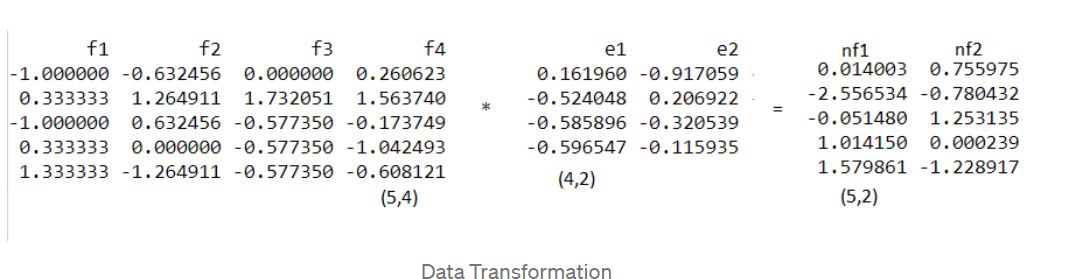 f1 f2 f3 f4 e1 e2 nf1 nf2
-1.000000 -0.632456 0.000000 0.260623 0.161960 -0.917059 0.014003 0.755975
0.333333 1.264911 1.732051 1.563740 -0.524048 0.206922 -2.556534 -0.780432
* =
-1.000000 0.632456 -0.577350 -0.173749 -0.585896 -0.320539 -0.051480 1.253135
0.333333 0.000000 -0.577350 -1.042493 -0.596547 -0.115935 1.014150 0.000239
1.333333 -1.264911 -0.577350 -0.608121 1.579861 -1.228917
(5,4) (4,2) (5,2)
Data Transformation